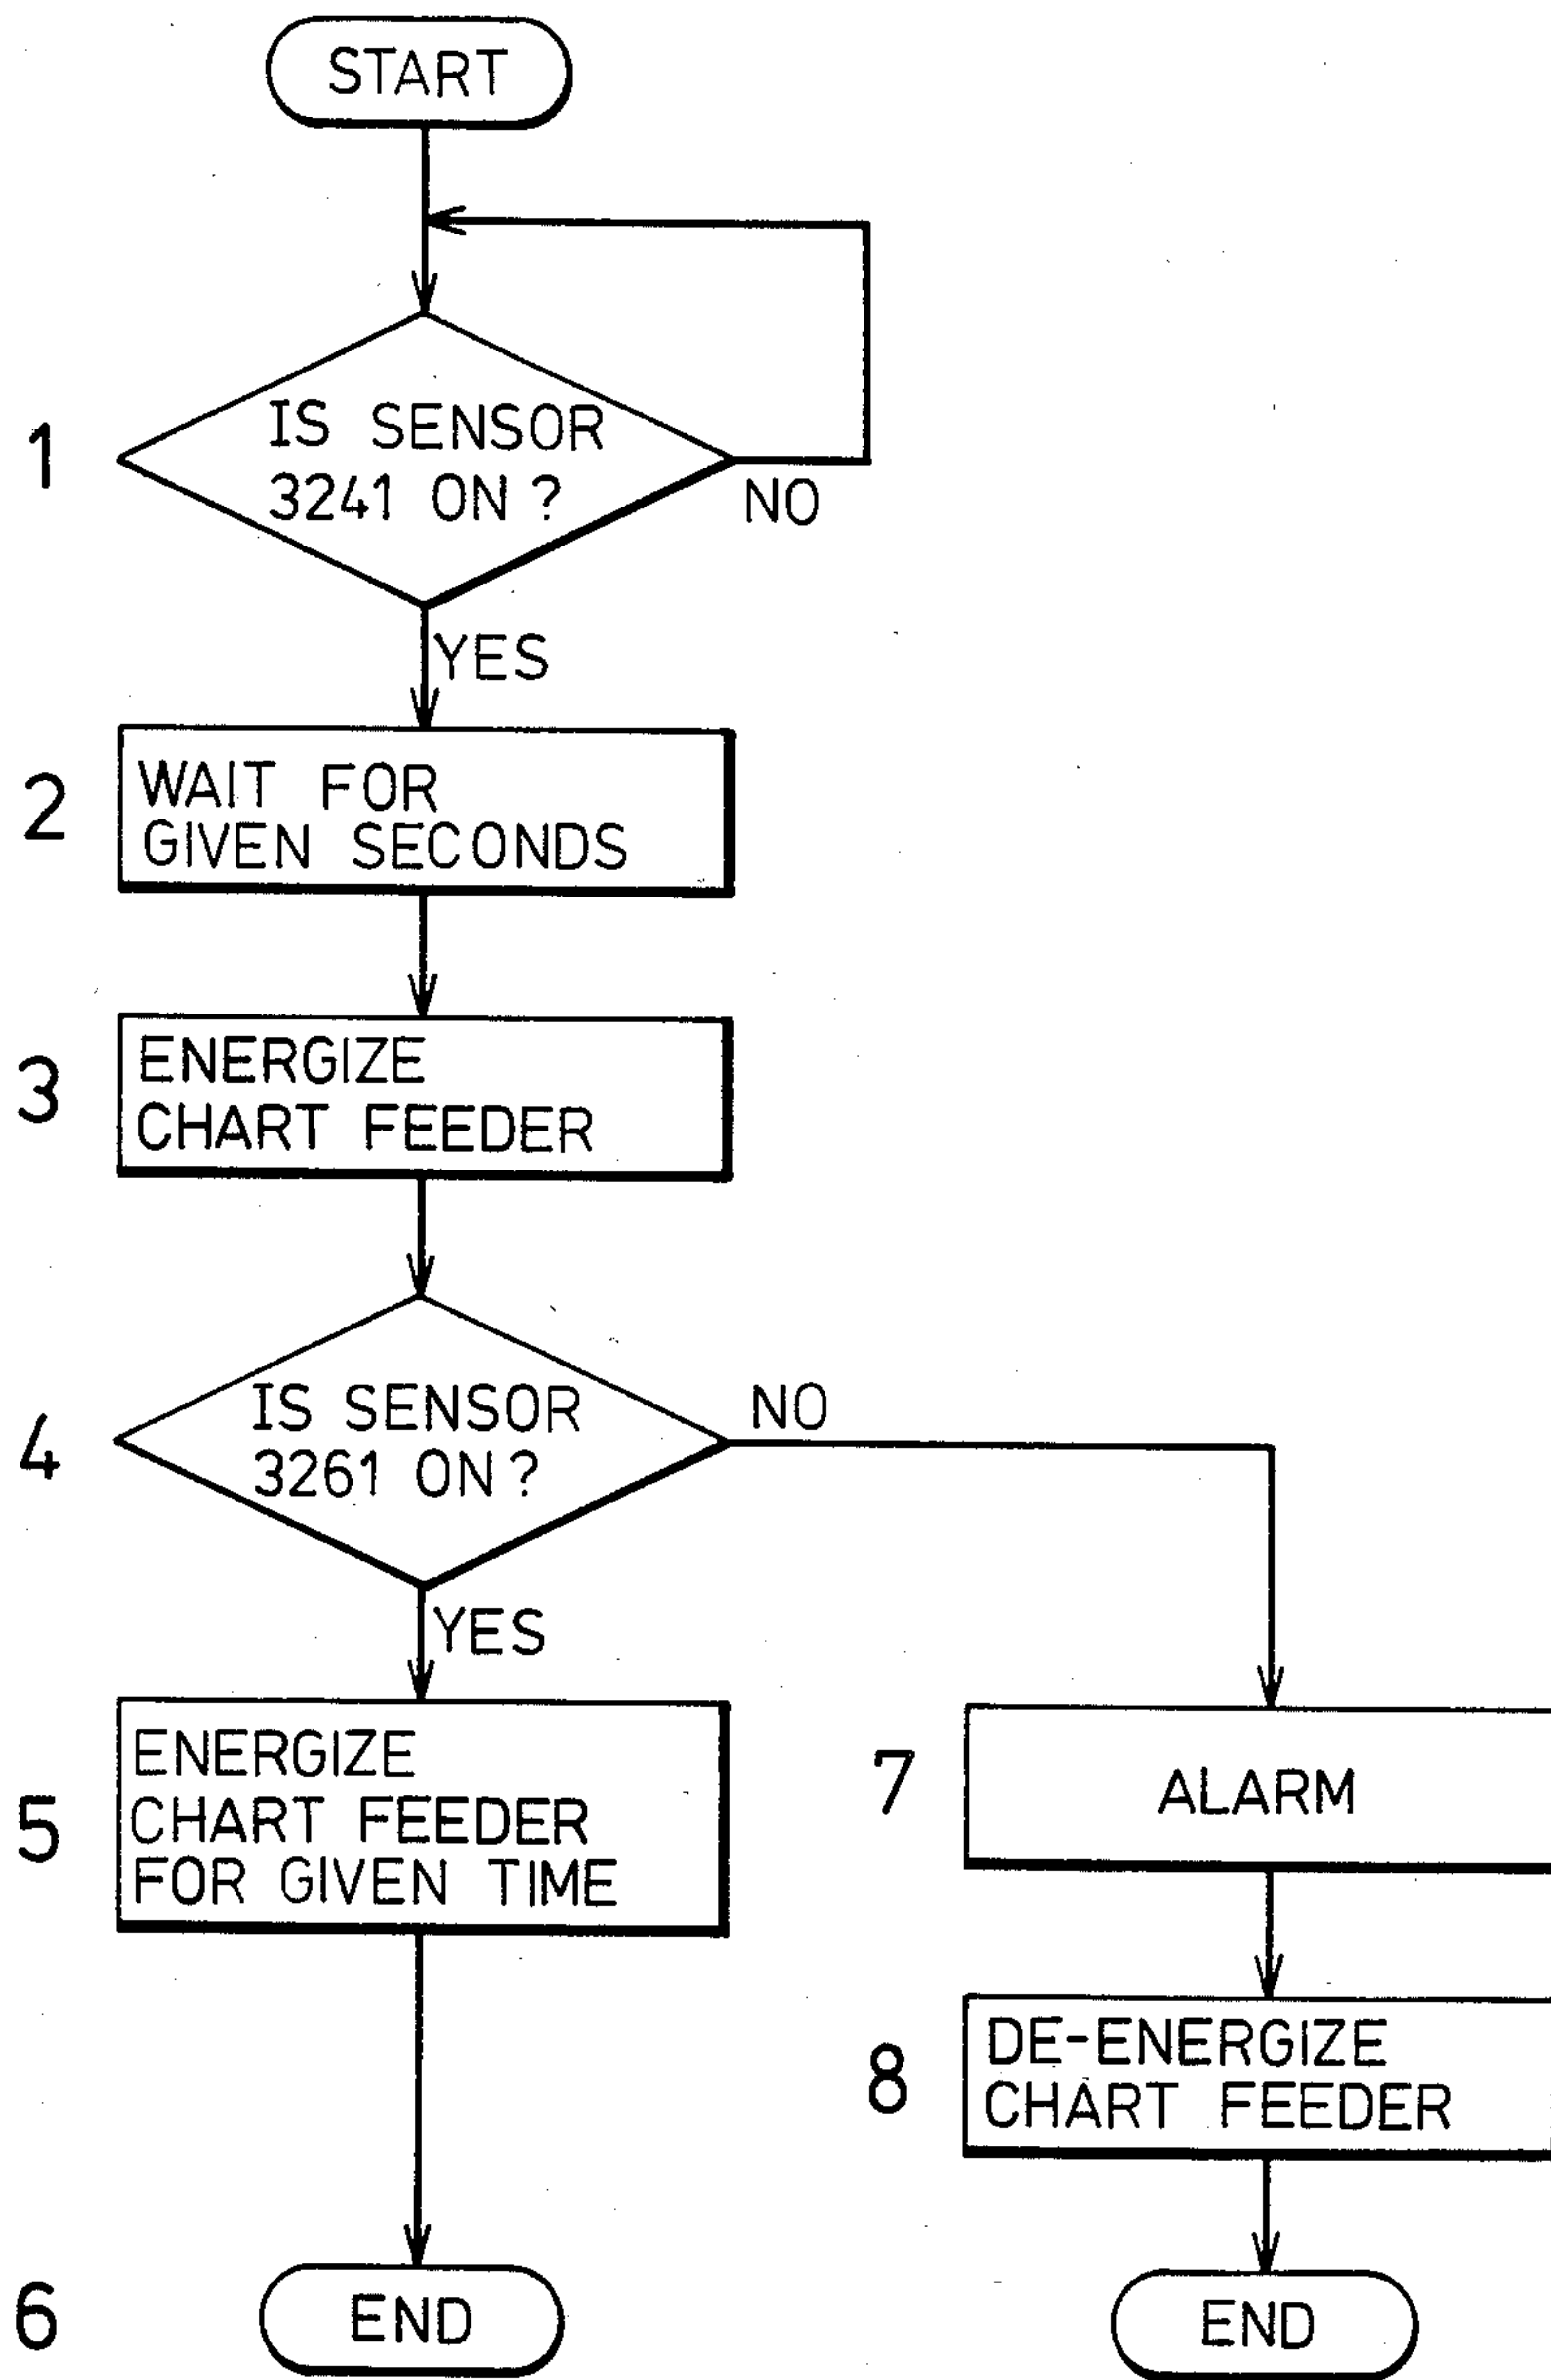 START
1
IS SENSOR
3241 ON ?
NO
YES
2
WAIT FOR
GIVEN SECONDS
3
ENERGIZE
CHART FEEDER
4
IS SENSOR
3261 ON ?
NO
YES
5
ENERGIZE
CHART FEEDER
FOR GIVEN TIME
7
ALARM
8
DE-ENERGIZE
CHART FEEDER
6
END
END